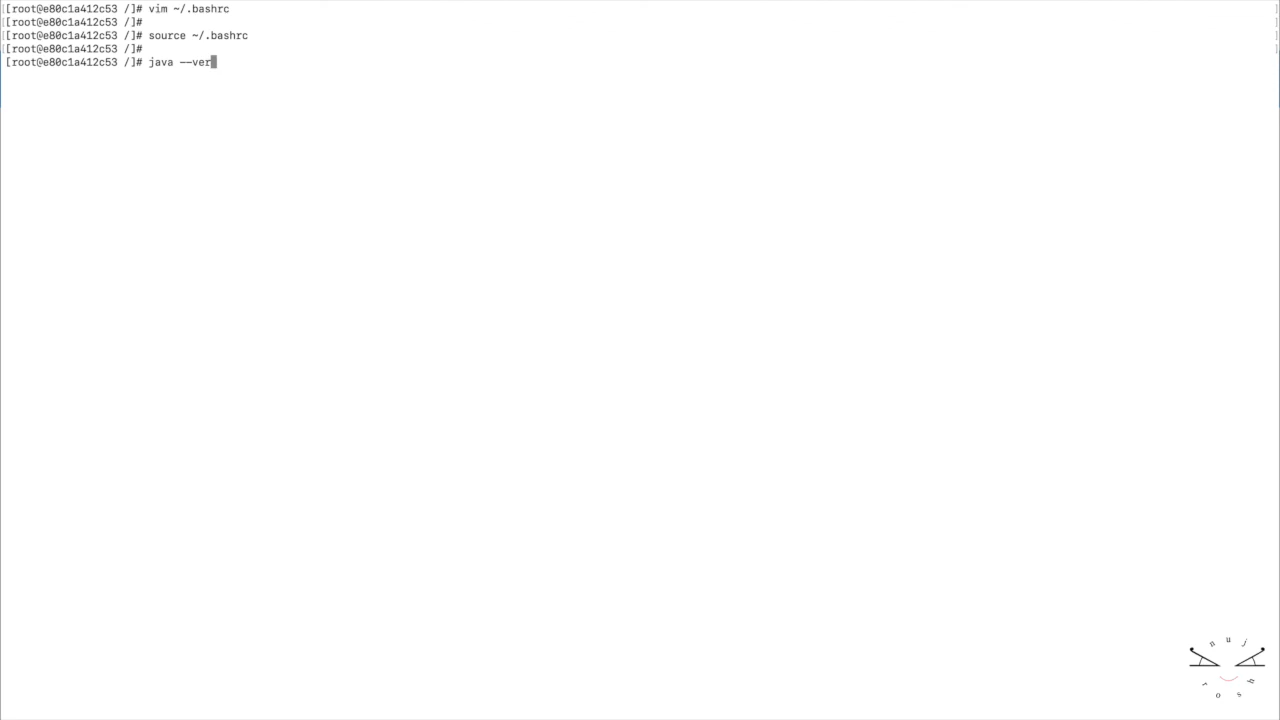 [root@e80c1a412c53 /]# vim ~/.bashrc
[root@e80c1a412c53 /]#
[root@e80c1a412c53 /]# source ~/.bashrc
[root@e80c1a412c53 /]#
[root@e80c1a412c53 /]# java --ver
n u j
r o s h